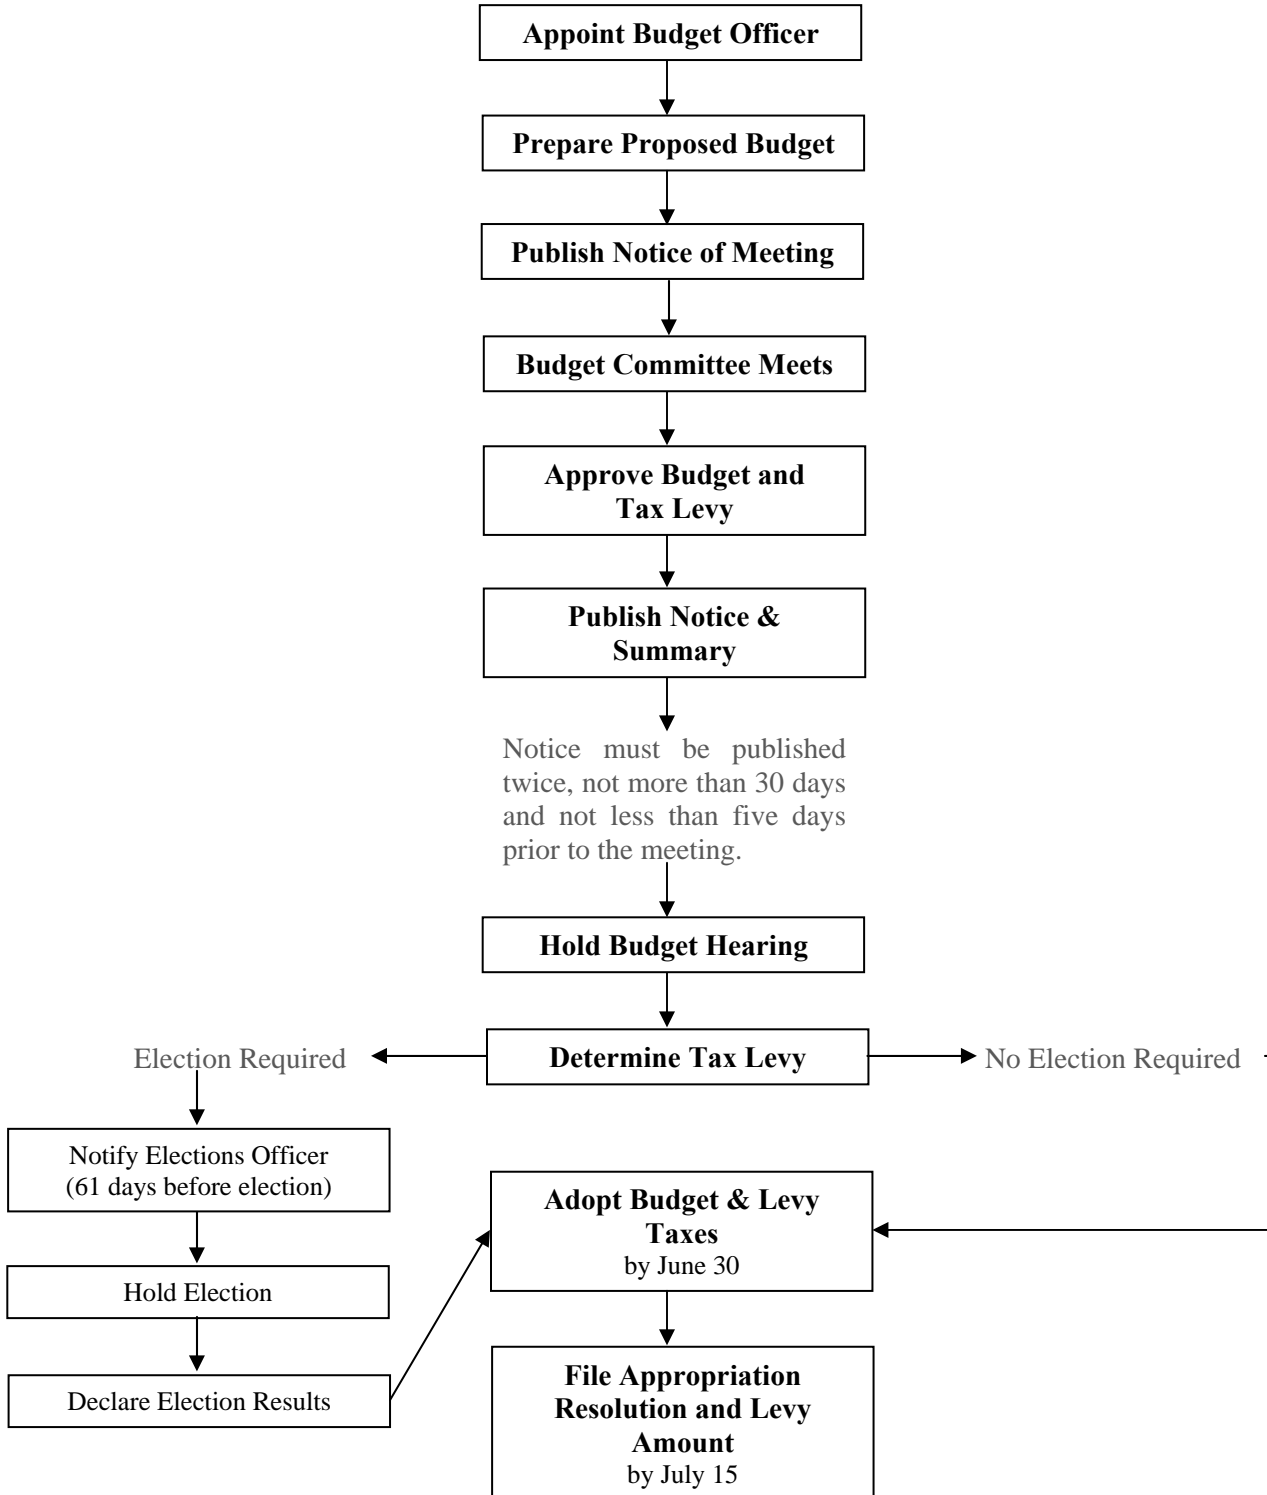 Appoint Budget Officer
Prepare Proposed Budget
Publish Notice of Meeting
Budget Committee Meets
Approve Budget and
Tax Levy
Publish Notice &
Summary
Notice must be published
twice, not more than 30 days
and not less than five days
prior to the meeting.
Hold Budget Hearing
Election Required
Determine Tax Levy
No Election Required
Notify Elections Officer
(61 days before election)
Hold Election
Declare Election Results
Adopt Budget & Levy
Taxes
by June 30
File Appropriation
Resolution and Levy
Amount
by July 15